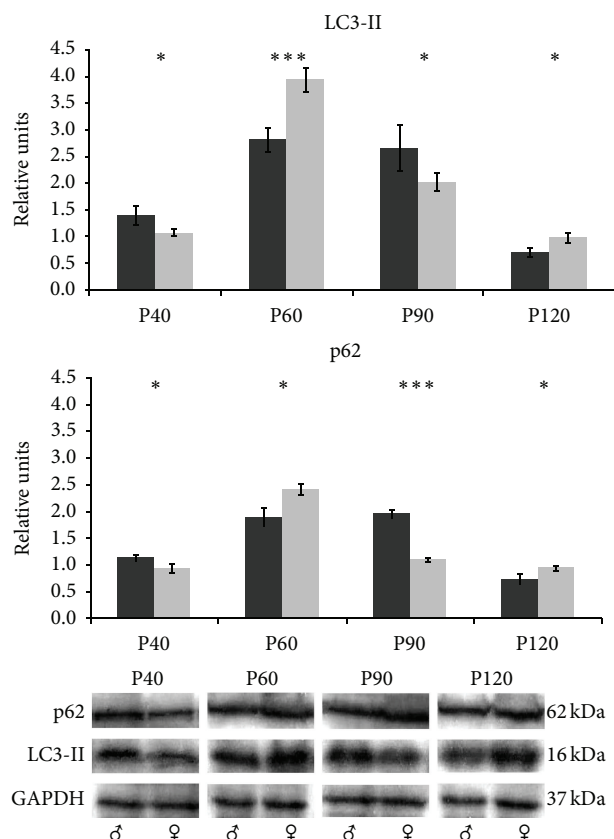 LC3-II
* *** * *
4.5
4.0
3.5
3.0
2.5
2.0
1.5
1.0
0.5
0.0
Relative units
P40 P60 P90 P120
p62
* * *** *
4.5
4.0
3.5
3.0
2.5
2.0
1.5
1.0
0.5
0.0
Relative units
P40 P60 P90 P120
P40 P60 P90 P120
p62 62 kDa
LC3-II 16 kDa
GAPDH 37 kDa
♂ ♀ ♂ ♀ ♂ ♀ ♂ ♀